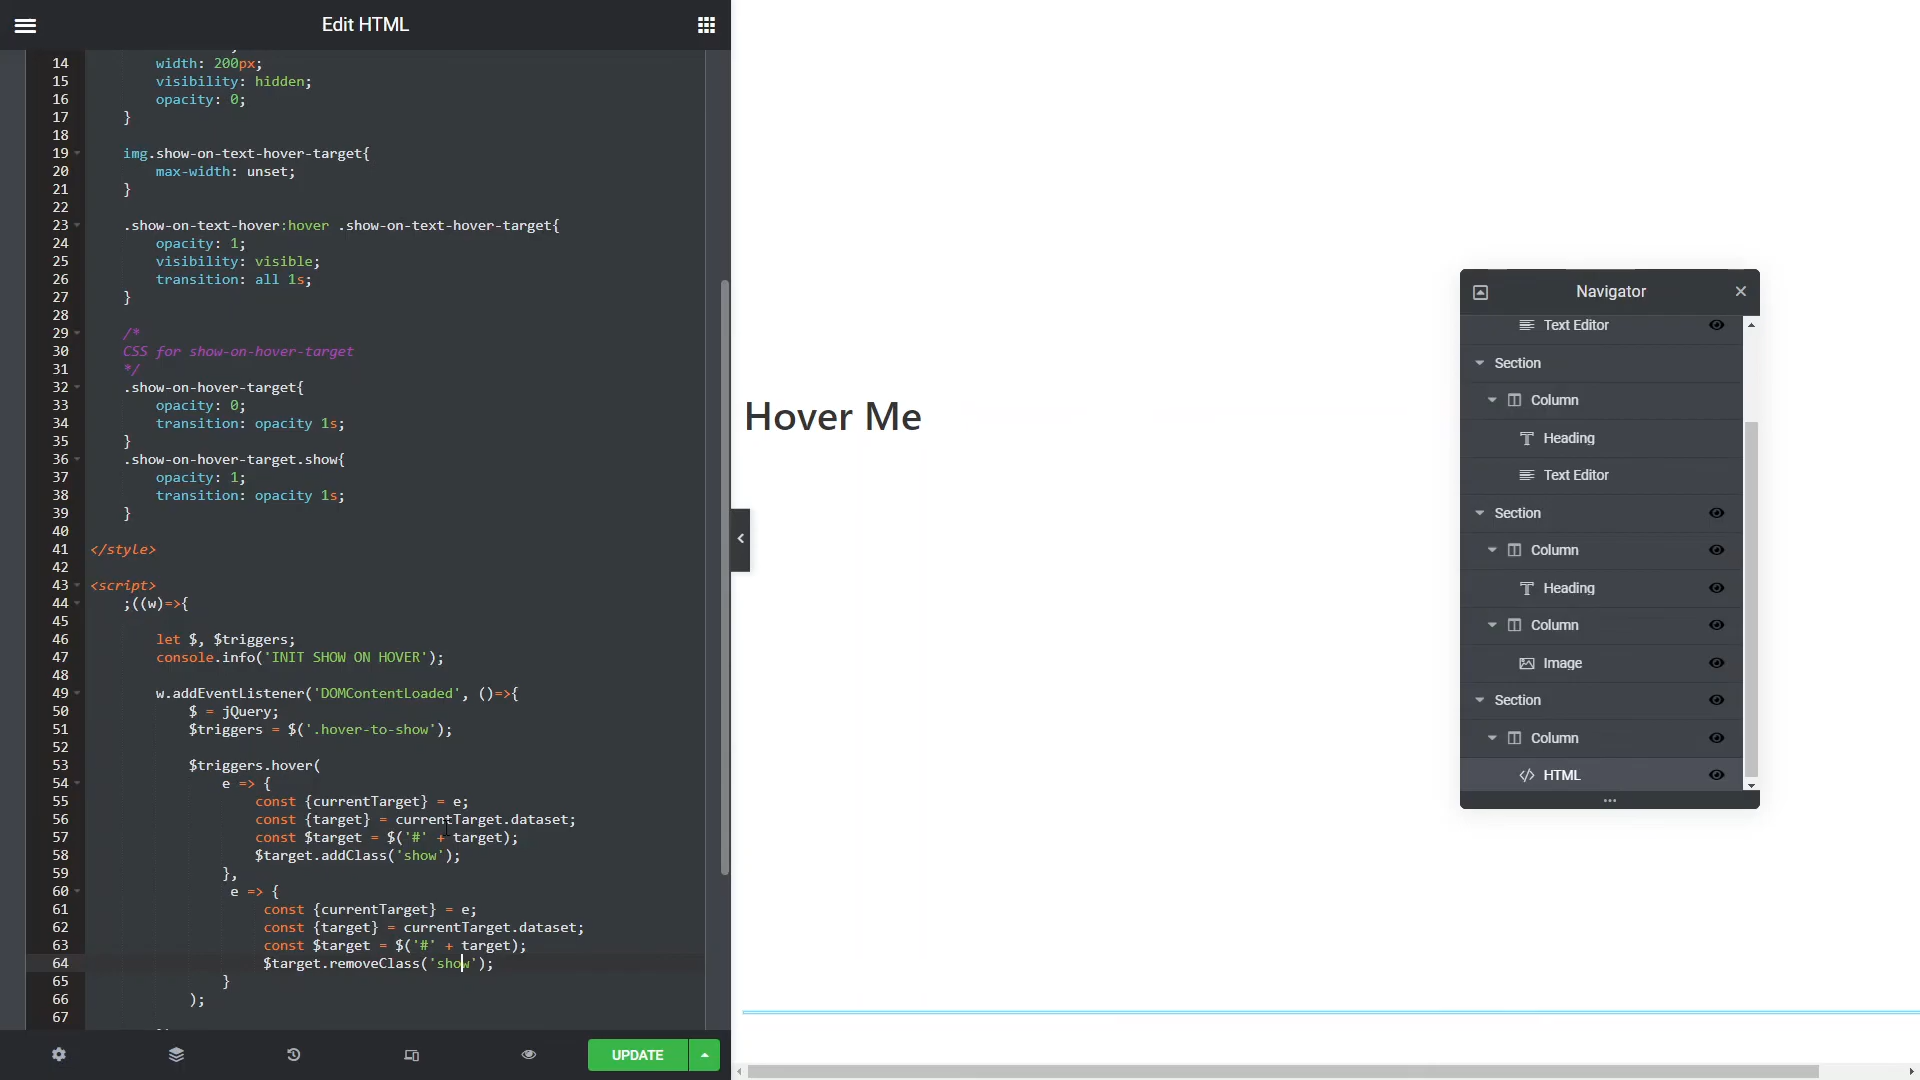 Edit HTML
14 width: 200px;
15 visibility: hidden;
16 opacity: 0;
17 }
18
19 img.show-on-text-hover-target{
20 max-width: unset;
21 }
22
23 .show-on-text-hover:hover .show-on-text-hover-target{
24 opacity: 1;
25 visibility: visible;
26 transition: all 1s;
27 }
28
29 /*
30 CSS for show-on-hover-target
31 */
32 .show-on-hover-target{
33 opacity: 0;
34 transition: opacity 1s;
35 }
36 .show-on-hover-target.show{
37 opacity: 1;
38 transition: opacity 1s;
39 }
40
41 </style>
42
43 <script>
44 ;((w)=>{
45
46 let $, $triggers;
47 console.info('INIT SHOW ON HOVER');
48
49 w.addEventListener('DOMContentLoaded', ()=>{
50 $ = jQuery;
51 $triggers = $('.hover-to-show');
52
53 $triggers.hover(
54 e => {
55 const {currentTarget} = e;
56 const {target} = currentTarget.dataset;
57 const $target = $('#' + target);
58 $target.addClass('show');
59 },
60 e => {
61 const {currentTarget} = e;
62 const {target} = currentTarget.dataset;
63 const $target = $('#' + target);
64 $target.removeClass('show');
65 }
66 );
67
UPDATE
Hover Me
Navigator
Text Editor
Section
Column
Heading
Text Editor
Section
Column
Heading
Column
Image
Section
Column
HTML